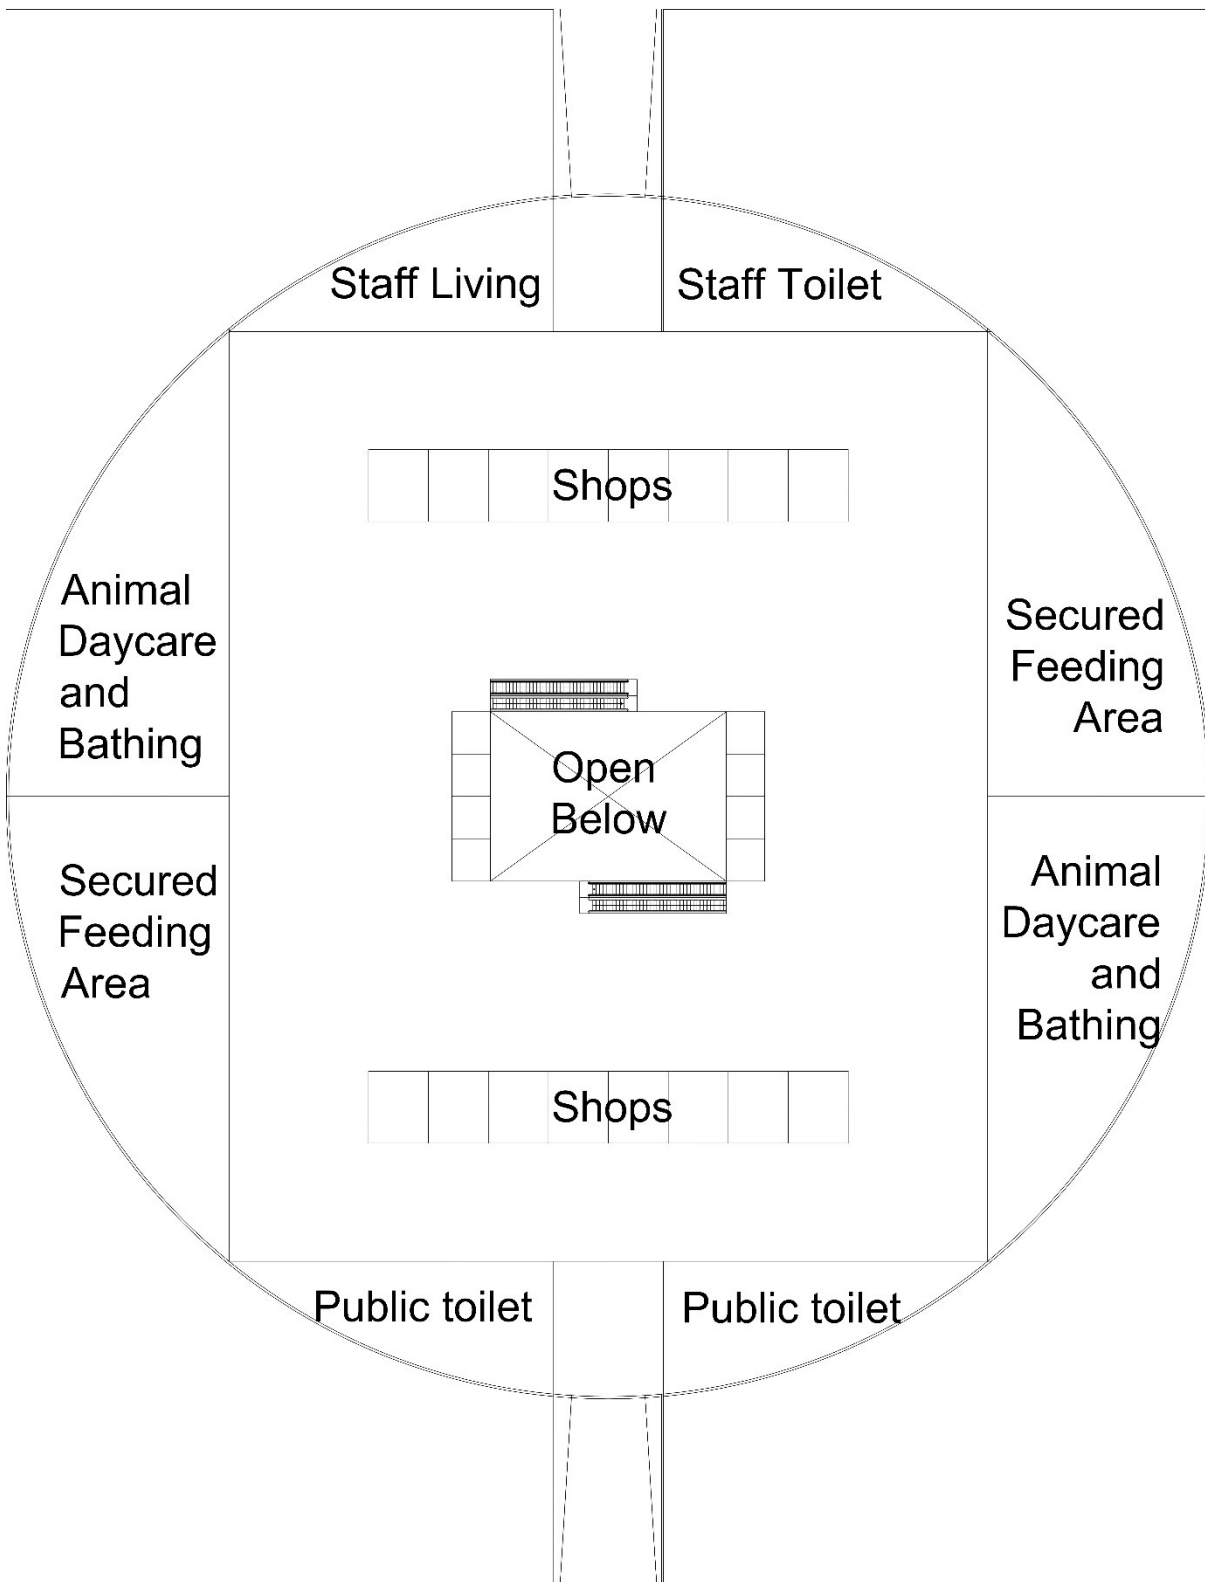 Staff Living
Staff Toilet
Shops
Animal
Daycare
and
Bathing
Secured
Feeding
Area
Open
Below
Secured
Feeding
Area
Animal
Daycare
and
Bathing
Shops
Public toilet
Public toilet